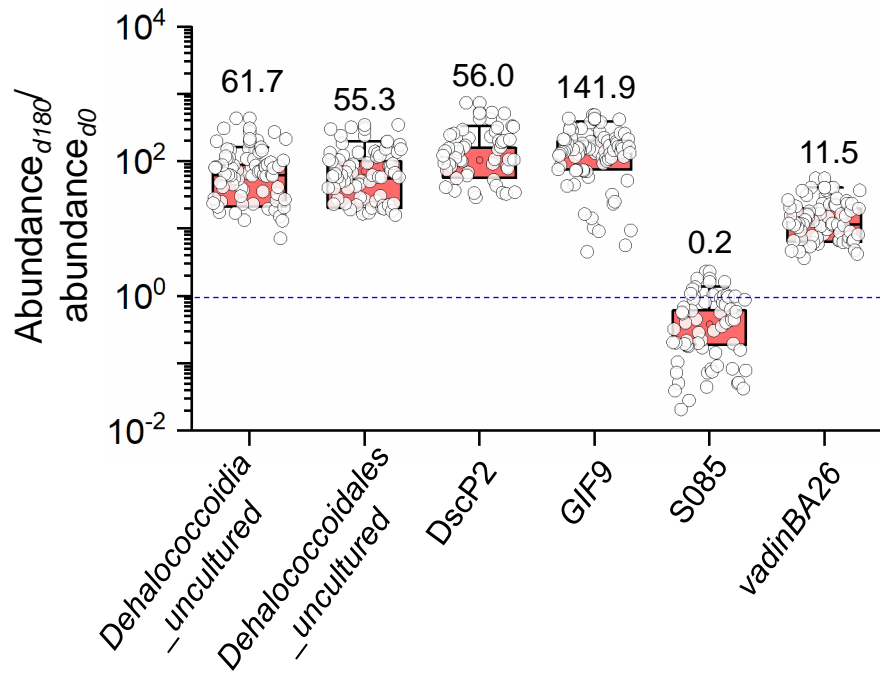 Abundance_d180/
abundance_d0
10^4
10^2
10^0
10^-2
61.7
55.3
56.0
141.9
0.2
11.5
Dehalococcoidia
_uncultured
Dehalococcoidales
_uncultured
DscP2
GIF9
S085
vadinBA26